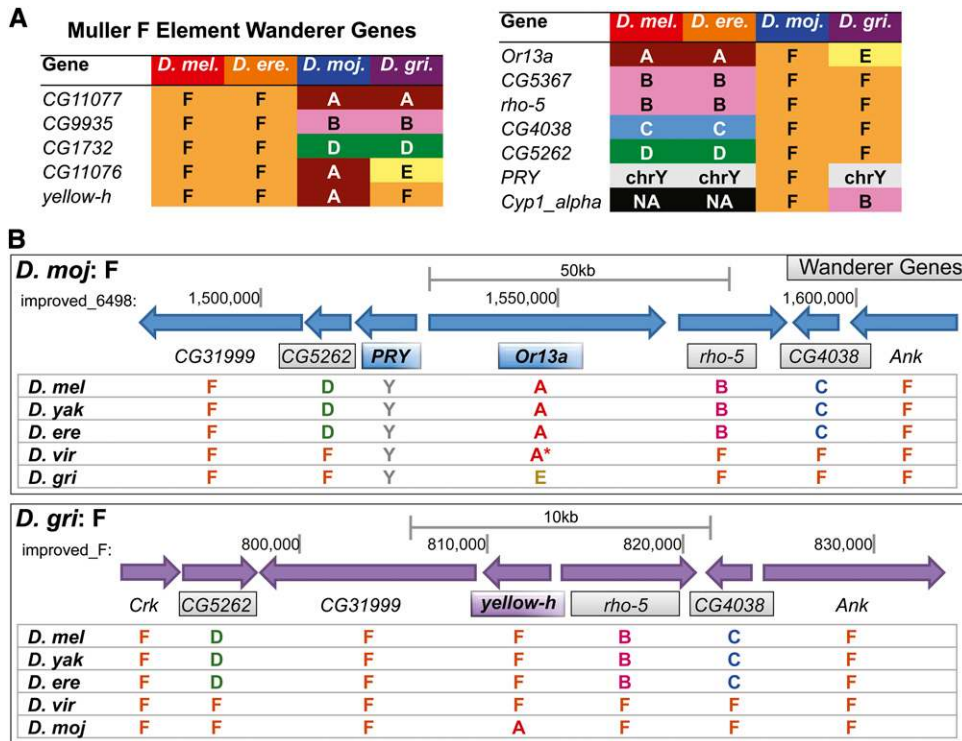 A
Muller F Element Wanderer Genes
Gene D. mel. D. ere. D. moj. D. gri.
CG11077 F F A A
CG9935 F F B B
CG1732 F F D D
CG11076 F F A E
yellow-h F F A F
Gene D. mel. D. ere. D. moj. D. gri.
Or13a A A F E
CG5367 B B F F
rho-5 B B F F
CG4038 C C F F
CG5262 D D F F
PRY chrY chrY F chrY
Cyp1_alpha NA NA F B
B
D. moj: F
50kb
Wanderer Genes
improved_6498: 1,500,000 1,550,000 1,600,000
CG31999 CG5262 PRY Or13a rho-5 CG4038 Ank
D. mel F D Y A B C F
D. yak F D Y A B C F
D. ere F D Y A B C F
D. vir F F Y A* F F F
D. gri F F Y E F F F
D. gri: F
10kb
improved_F: 800,000 810,000 820,000 830,000
Crk CG5262 CG31999 yellow-h rho-5 CG4038 Ank
D. mel F D F F B C F
D. yak F D F F B C F
D. ere F D F F B C F
D. vir F F F F F F F
D. moj F F F A F F F